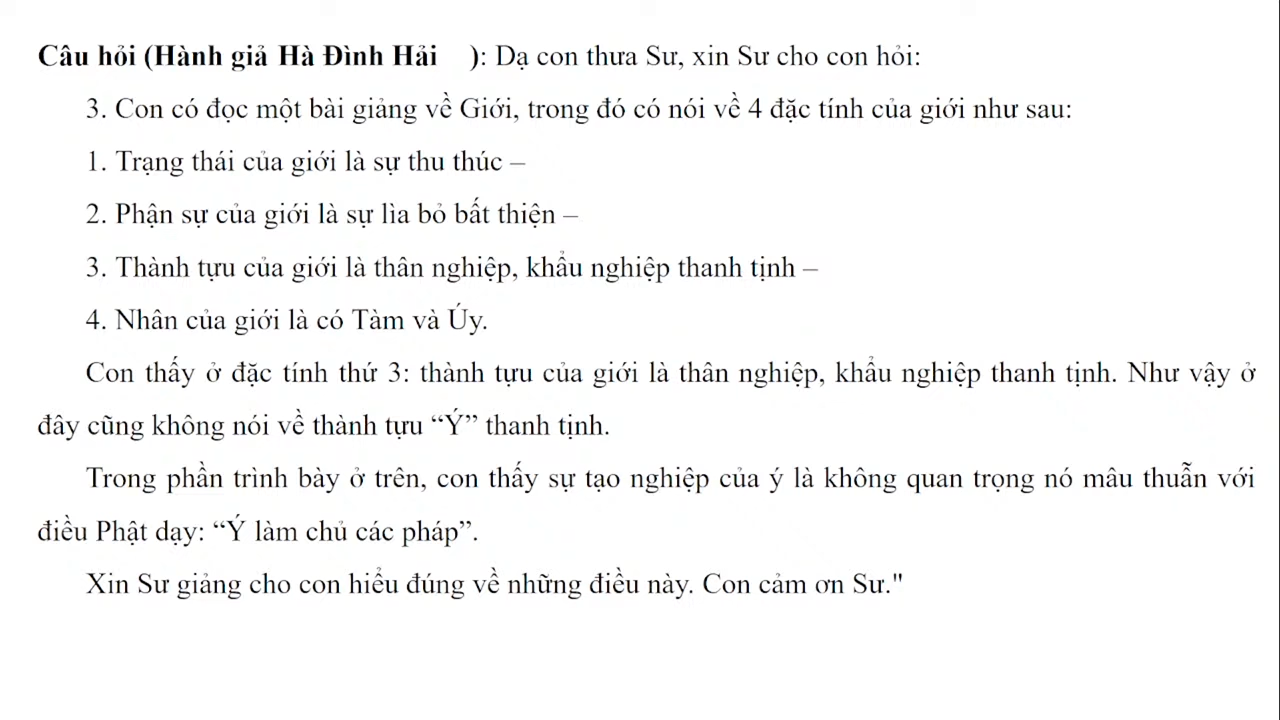 Câu hỏi (Hành giả Hà Đình Hải ): Dạ con thưa Sư, xin Sư cho con hỏi:
3. Con có đọc một bài giảng về Giới, trong đó có nói về 4 đặc tính của giới như sau:
1. Trạng thái của giới là sự thu thúc –
2. Phận sự của giới là sự lìa bỏ bất thiện –
3. Thành tựu của giới là thân nghiệp, khẩu nghiệp thanh tịnh –
4. Nhân của giới là có Tàm và Úy.
Con thấy ở đặc tính thứ 3: thành tựu của giới là thân nghiệp, khẩu nghiệp thanh tịnh. Như vậy ở
đây cũng không nói về thành tựu “Ý” thanh tịnh.
Trong phần trình bày ở trên, con thấy sự tạo nghiệp của ý là không quan trọng nó mâu thuẫn với
điều Phật dạy: “Ý làm chủ các pháp”.
Xin Sư giảng cho con hiểu đúng về những điều này. Con cảm ơn Sư."